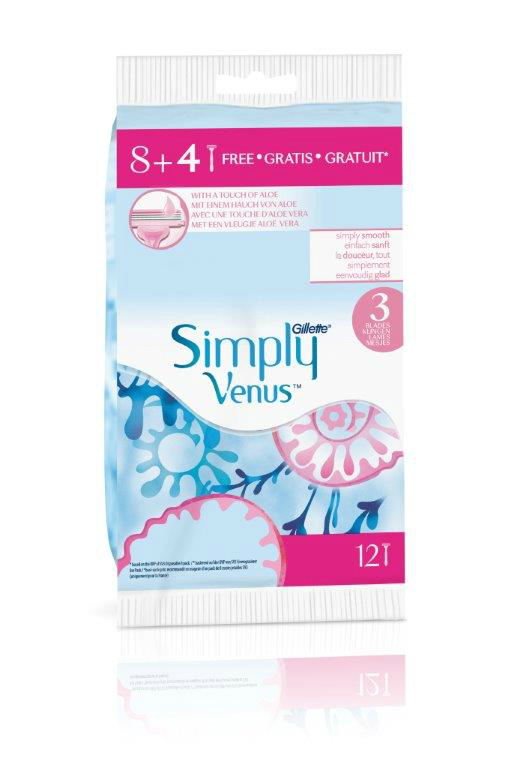 8+4 FREE • GRATIS • GRATUIT*
WITH A TOUCH OF ALOE
MIT EINEM HAUCH VON ALOE
AVEC UNE TOUCHE D'ALOE VERA
MET EEN VLEUGJE ALOË VERA
simply smooth
einfach sanft
la douceur, tout
simplement
eenvoudig glad
3
BLADES
KLINGEN
LAMES
MESJES
Gillette®
Simply
Venus™
12